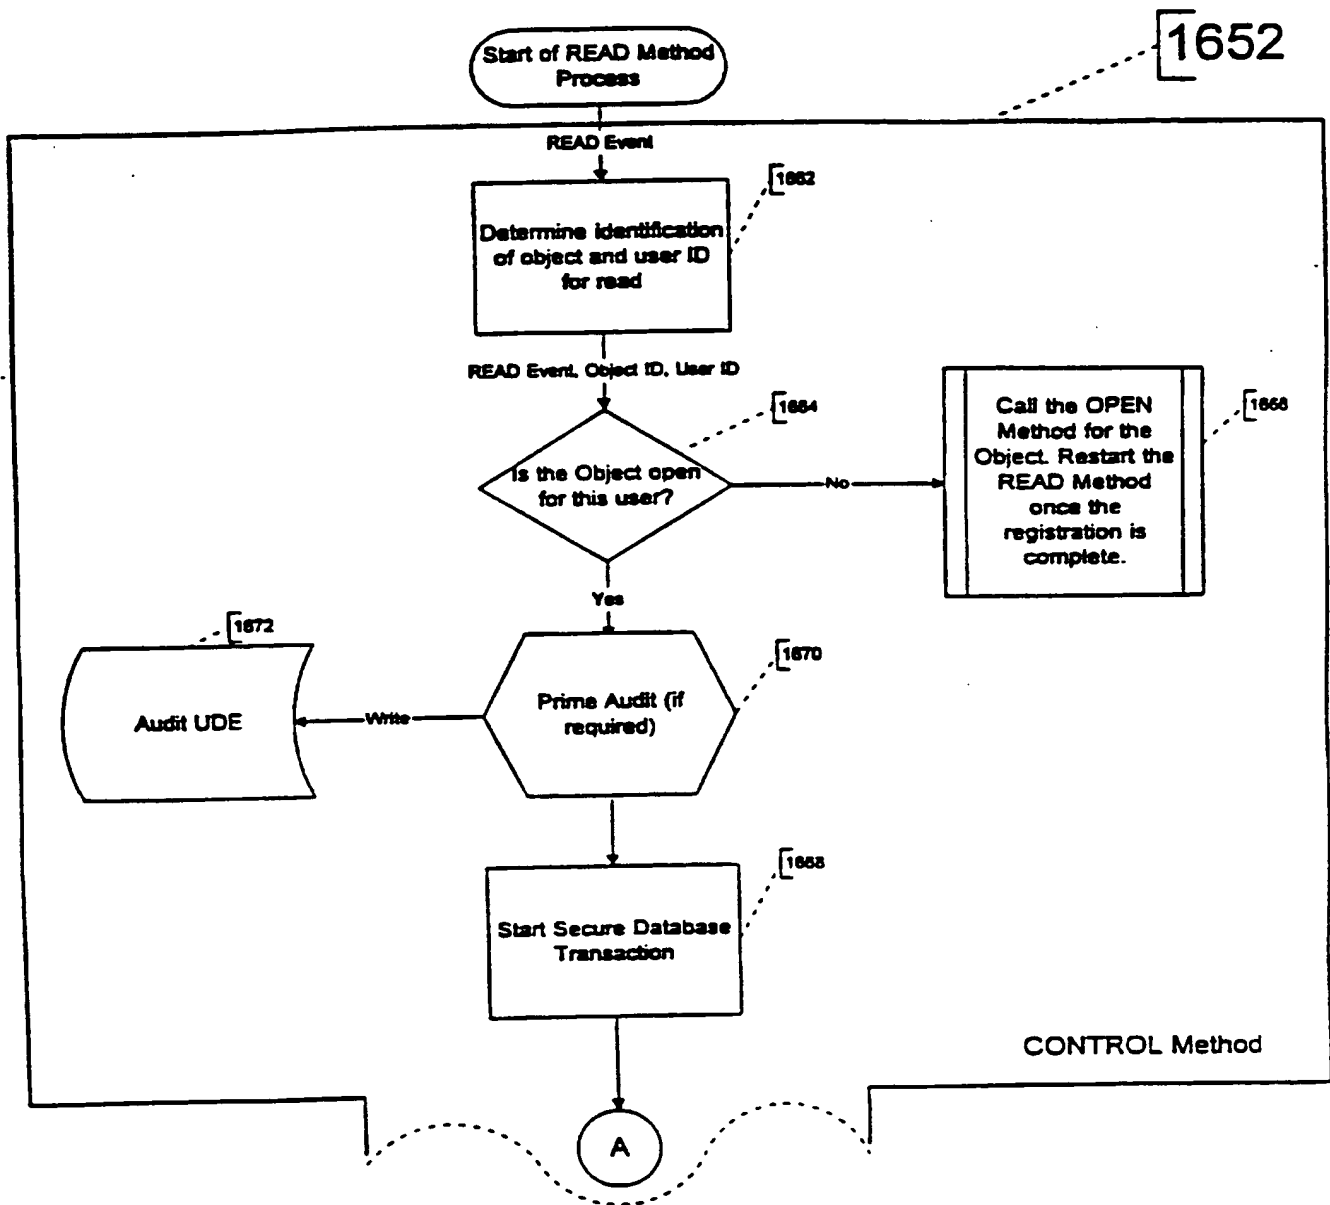 1652
Start of READ Method
Process
READ Event
1662
Determine identification
of object and user ID
for read
READ Event, Object ID, User ID
1664
Is the Object open
for this user?
No
Call the OPEN
Method for the
Object. Restart the
READ Method
once the
registration is
complete.
1666
Yes
1672
Audit UDE
Write
Prime Audit (if
required)
1670
1668
Start Secure Database
Transaction
CONTROL Method
A